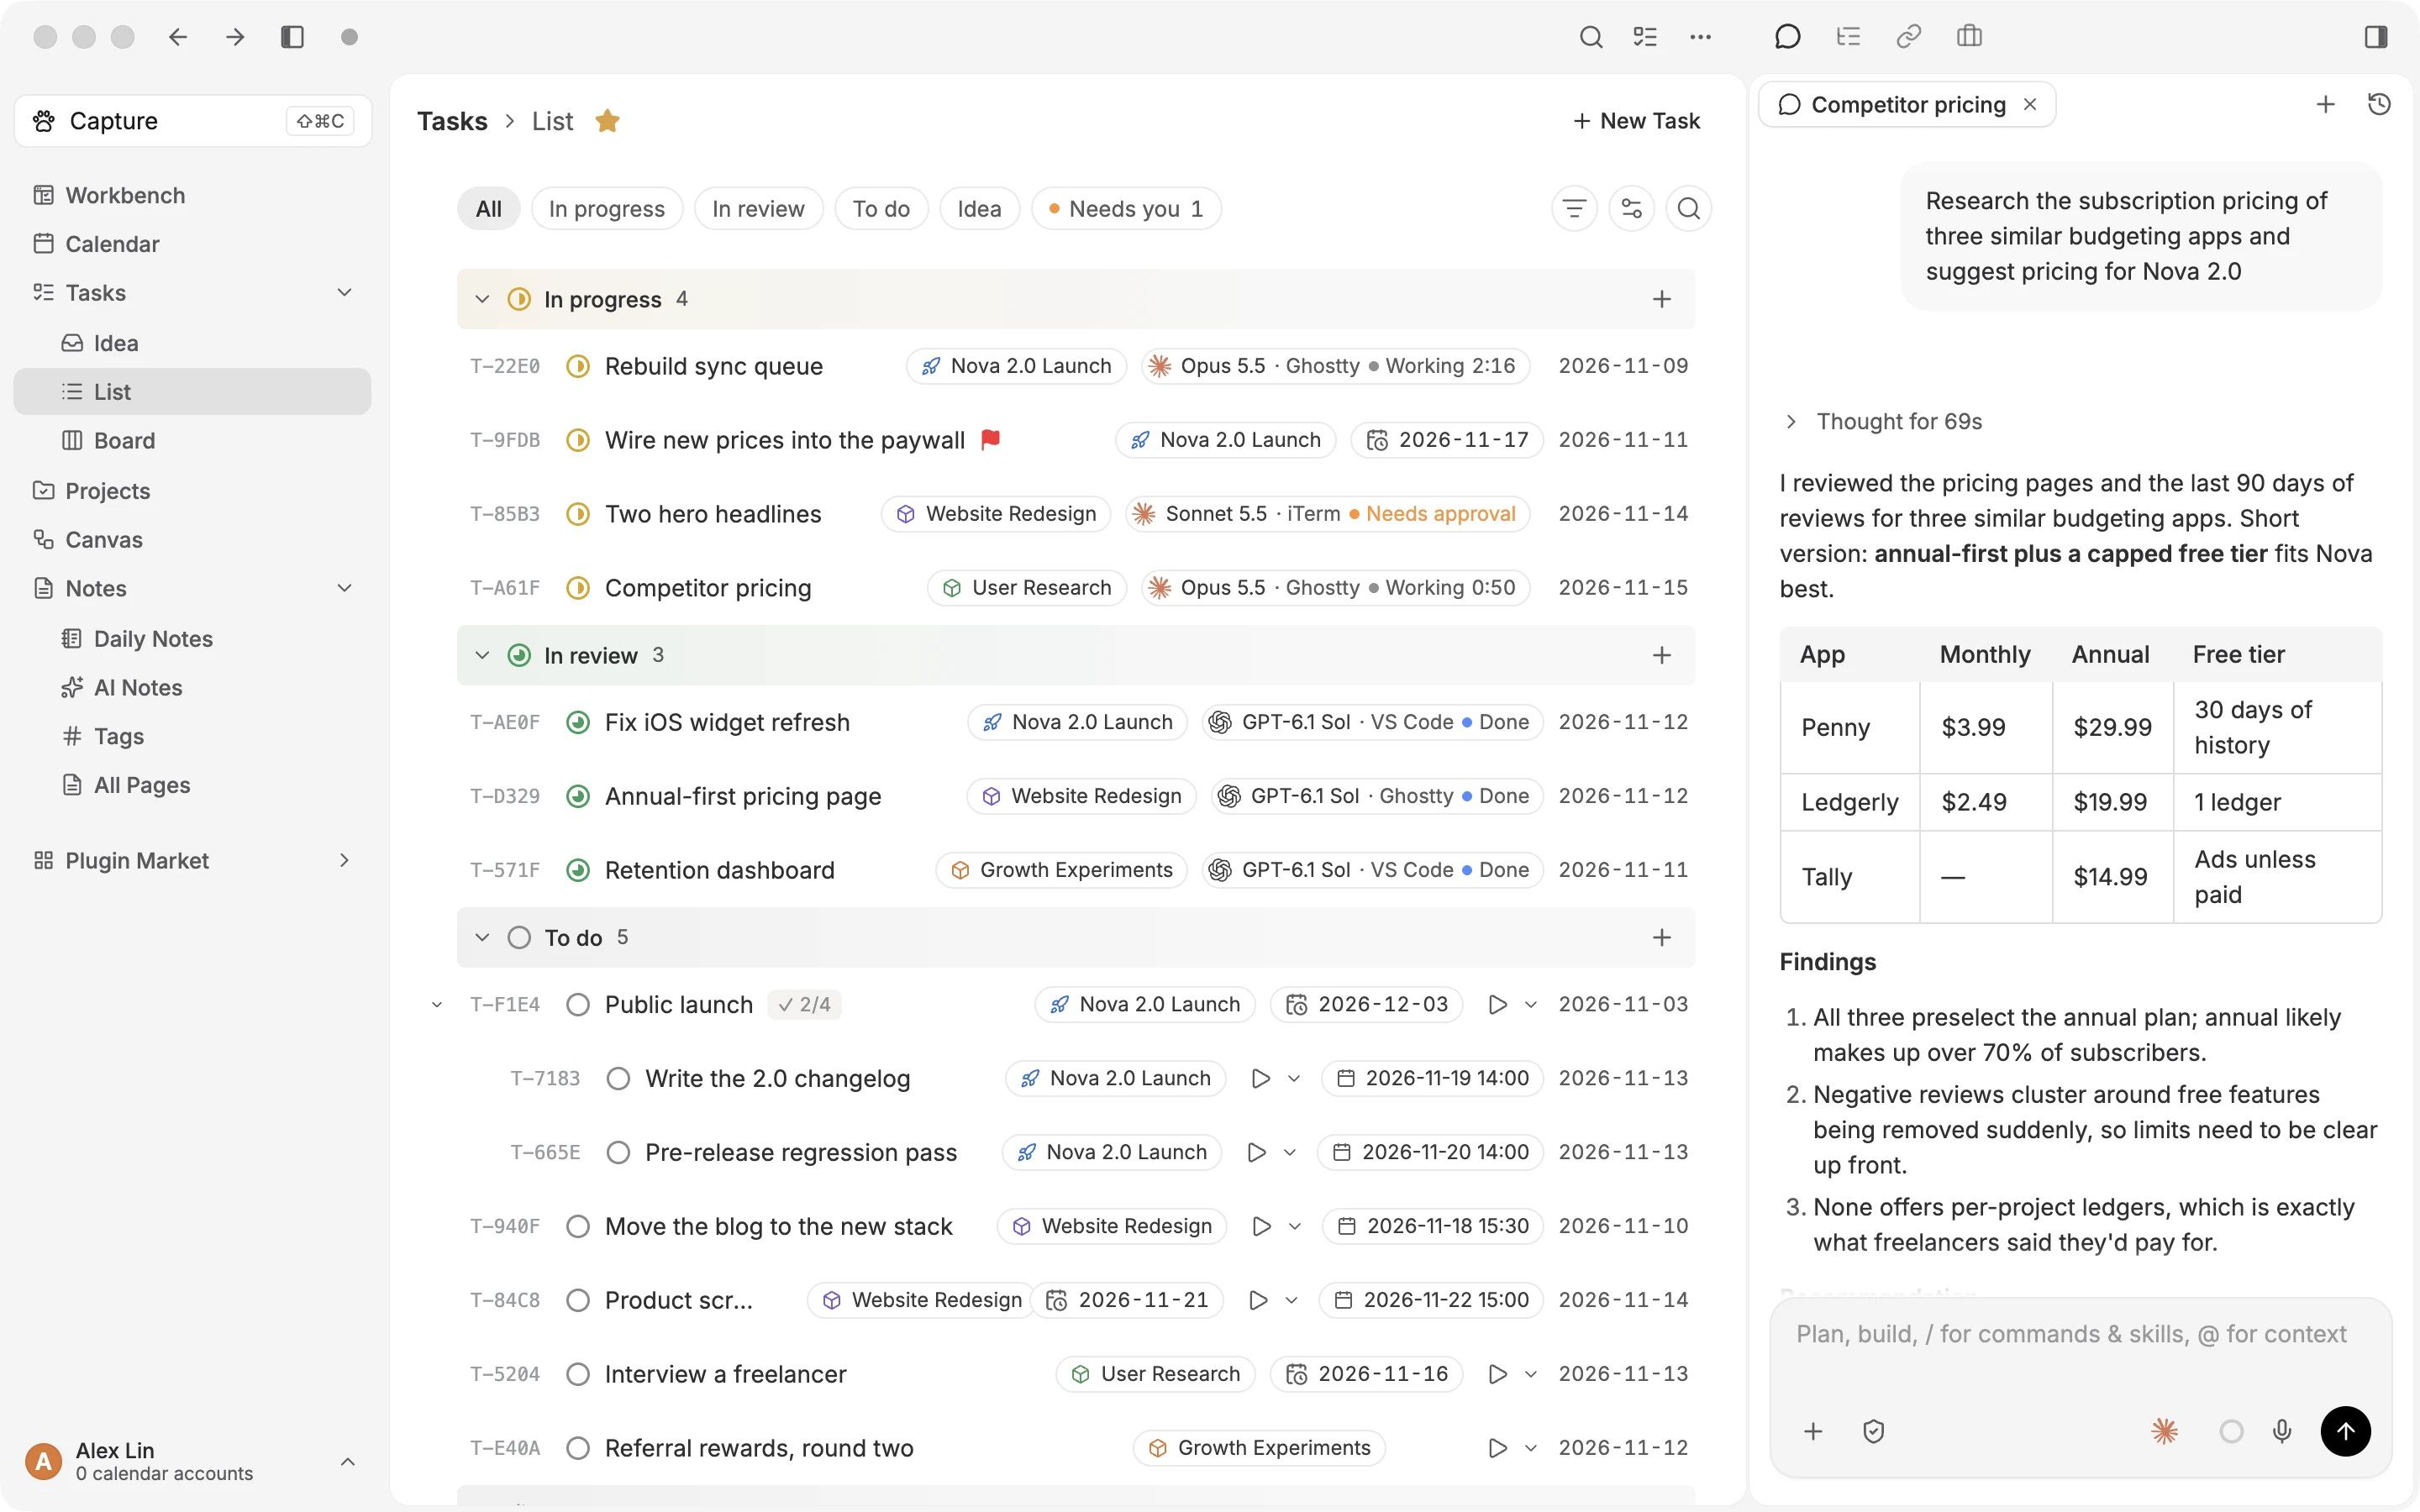 Capture ⇧⌘C
Workbench
Calendar
Tasks
Idea
List
Board
Projects
Canvas
Notes
Daily Notes
AI Notes
Tags
All Pages
Plugin Market
A
Alex Lin
0 calendar accounts
Tasks > List
+ New Task
All In progress In review To do Idea Needs you 1
In progress 4
T-22E0 Rebuild sync queue Nova 2.0 Launch Opus 5.5 · Ghostty Working 2:16 2026-11-09
T-9FDB Wire new prices into the paywall Nova 2.0 Launch 2026-11-17 2026-11-11
T-85B3 Two hero headlines Website Redesign Sonnet 5.5 · iTerm Needs approval 2026-11-14
T-A61F Competitor pricing User Research Opus 5.5 · Ghostty Working 0:50 2026-11-15
In review 3
T-AE0F Fix iOS widget refresh Nova 2.0 Launch GPT-6.1 Sol · VS Code Done 2026-11-12
T-D329 Annual-first pricing page Website Redesign GPT-6.1 Sol · Ghostty Done 2026-11-12
T-571F Retention dashboard Growth Experiments GPT-6.1 Sol · VS Code Done 2026-11-11
To do 5
T-F1E4 Public launch 2/4 Nova 2.0 Launch 2026-12-03 2026-11-03
T-7183 Write the 2.0 changelog Nova 2.0 Launch 2026-11-19 14:00 2026-11-13
T-665E Pre-release regression pass Nova 2.0 Launch 2026-11-20 14:00 2026-11-13
T-940F Move the blog to the new stack Website Redesign 2026-11-18 15:30 2026-11-10
T-84C8 Product scr... Website Redesign 2026-11-21 2026-11-22 15:00 2026-11-14
T-5204 Interview a freelancer User Research 2026-11-16 2026-11-13
T-E40A Referral rewards, round two Growth Experiments 2026-11-12
Competitor pricing
Research the subscription pricing of
three similar budgeting apps and
suggest pricing for Nova 2.0
Thought for 69s
I reviewed the pricing pages and the last 90 days of
reviews for three similar budgeting apps. Short
version: annual-first plus a capped free tier fits Nova
best.
App Monthly Annual Free tier
Penny $3.99 $29.99 30 days of
history
Ledgerly $2.49 $19.99 1 ledger
Tally — $14.99 Ads unless
paid
Findings
1. All three preselect the annual plan; annual likely
makes up over 70% of subscribers.
2. Negative reviews cluster around free features
being removed suddenly, so limits need to be clear
up front.
3. None offers per-project ledgers, which is exactly
what freelancers said they'd pay for.
Plan, build, / for commands & skills, @ for context